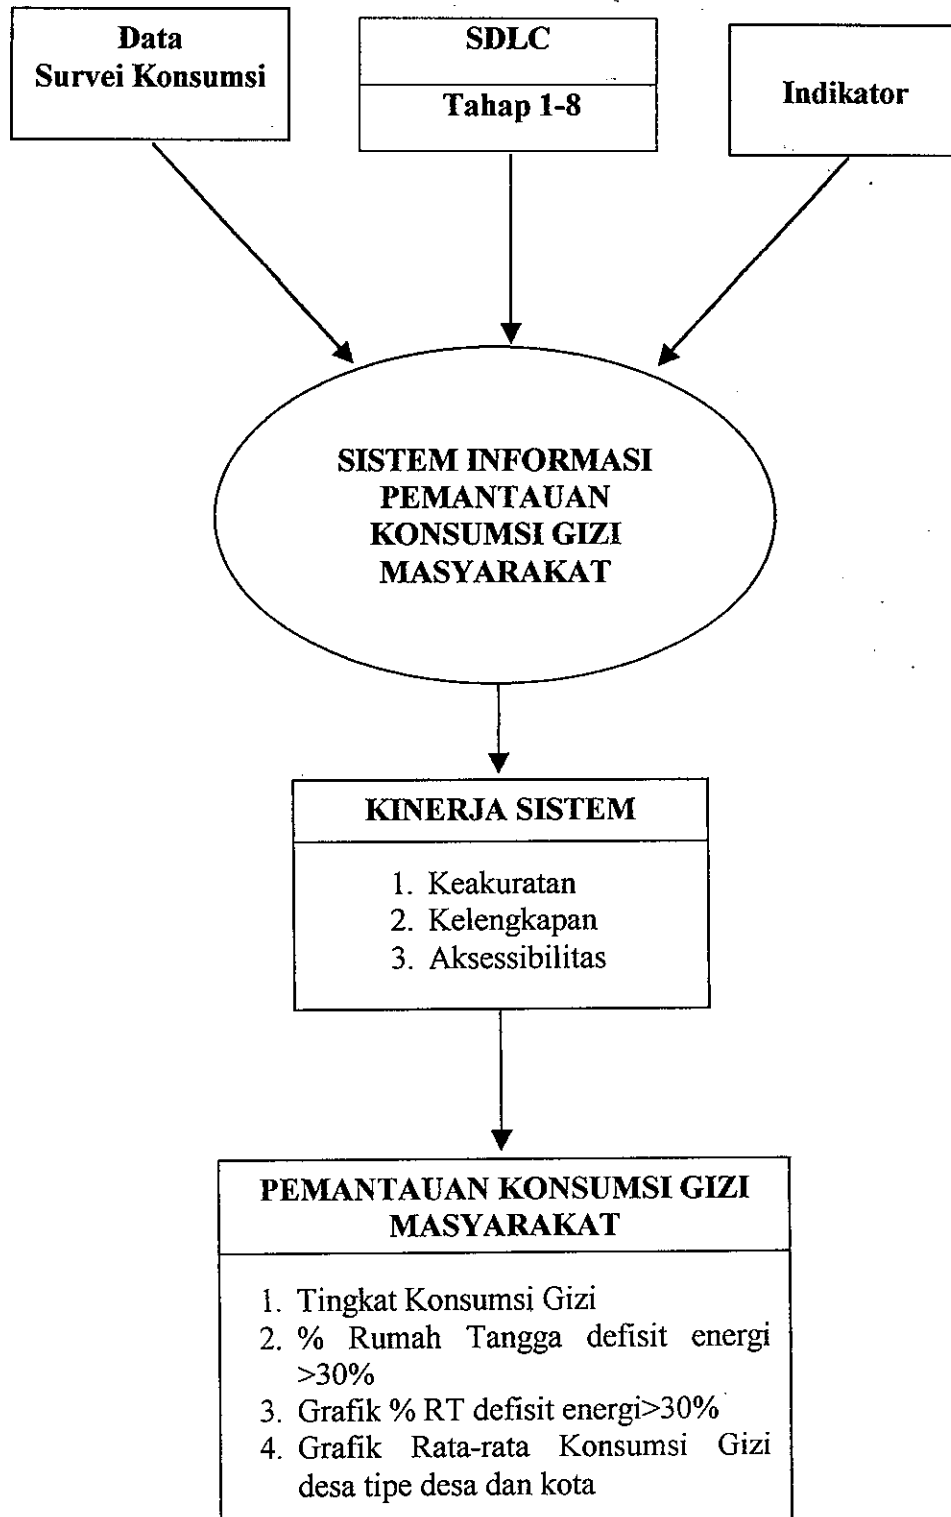 Data
Survei Konsumsi
SDLC
Tahap 1-8
Indikator
SISTEM INFORMASI
PEMANTAUAN
KONSUMSI GIZI
MASYARAKAT
KINERJA SISTEM
1. Keakuratan
2. Kelengkapan
3. Aksessibilitas
PEMANTAUAN KONSUMSI GIZI
MASYARAKAT
1. Tingkat Konsumsi Gizi
2. % Rumah Tangga defisit energi
>30%
3. Grafik % RT defisit energi>30%
4. Grafik Rata-rata Konsumsi Gizi
desa tipe desa dan kota